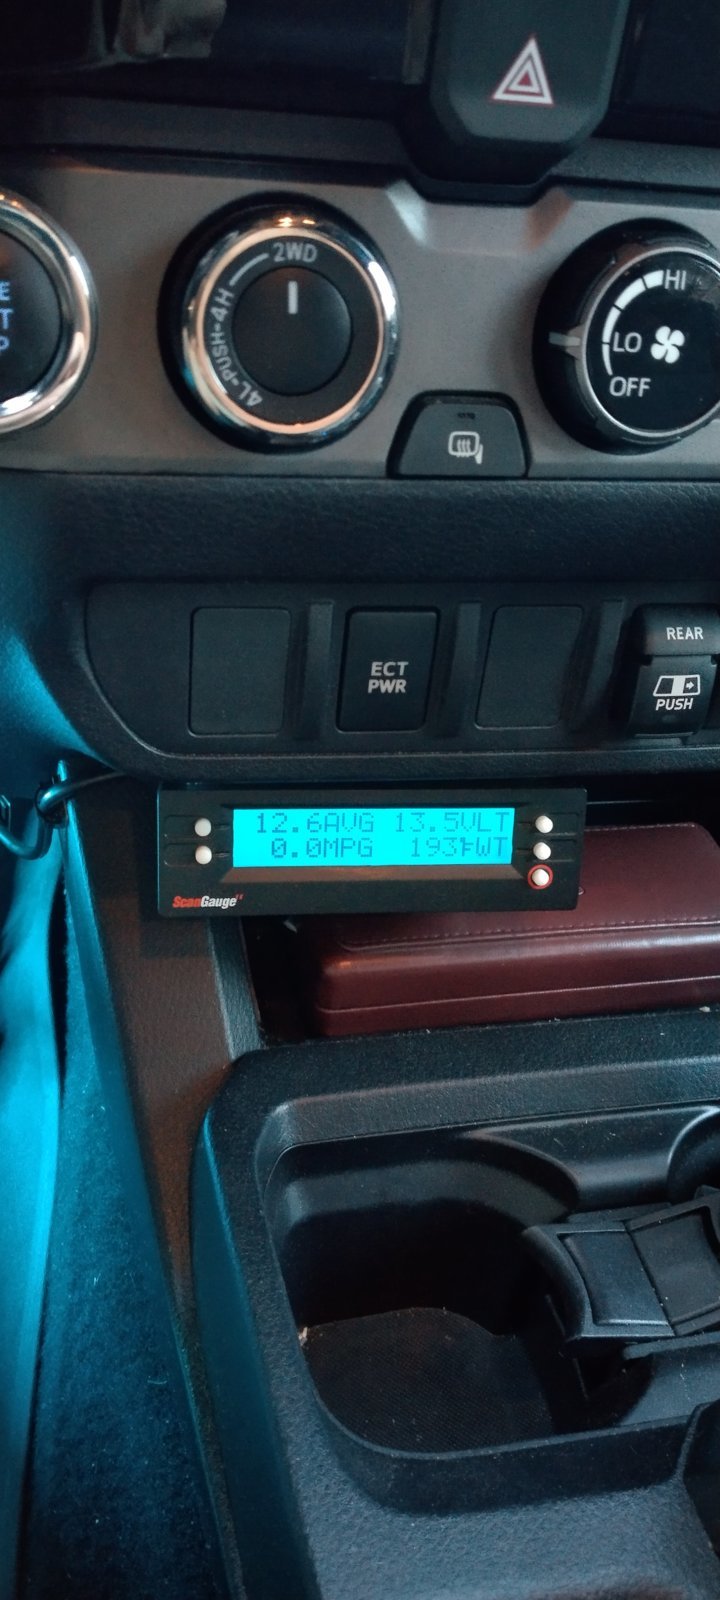 2WD
4L-PUSH-4H
HI
LO
OFF
ECT
PWR
REAR
PUSH
12.6AVG 13.5VLT
0.0MPG 193°FWT
ScanGauge II